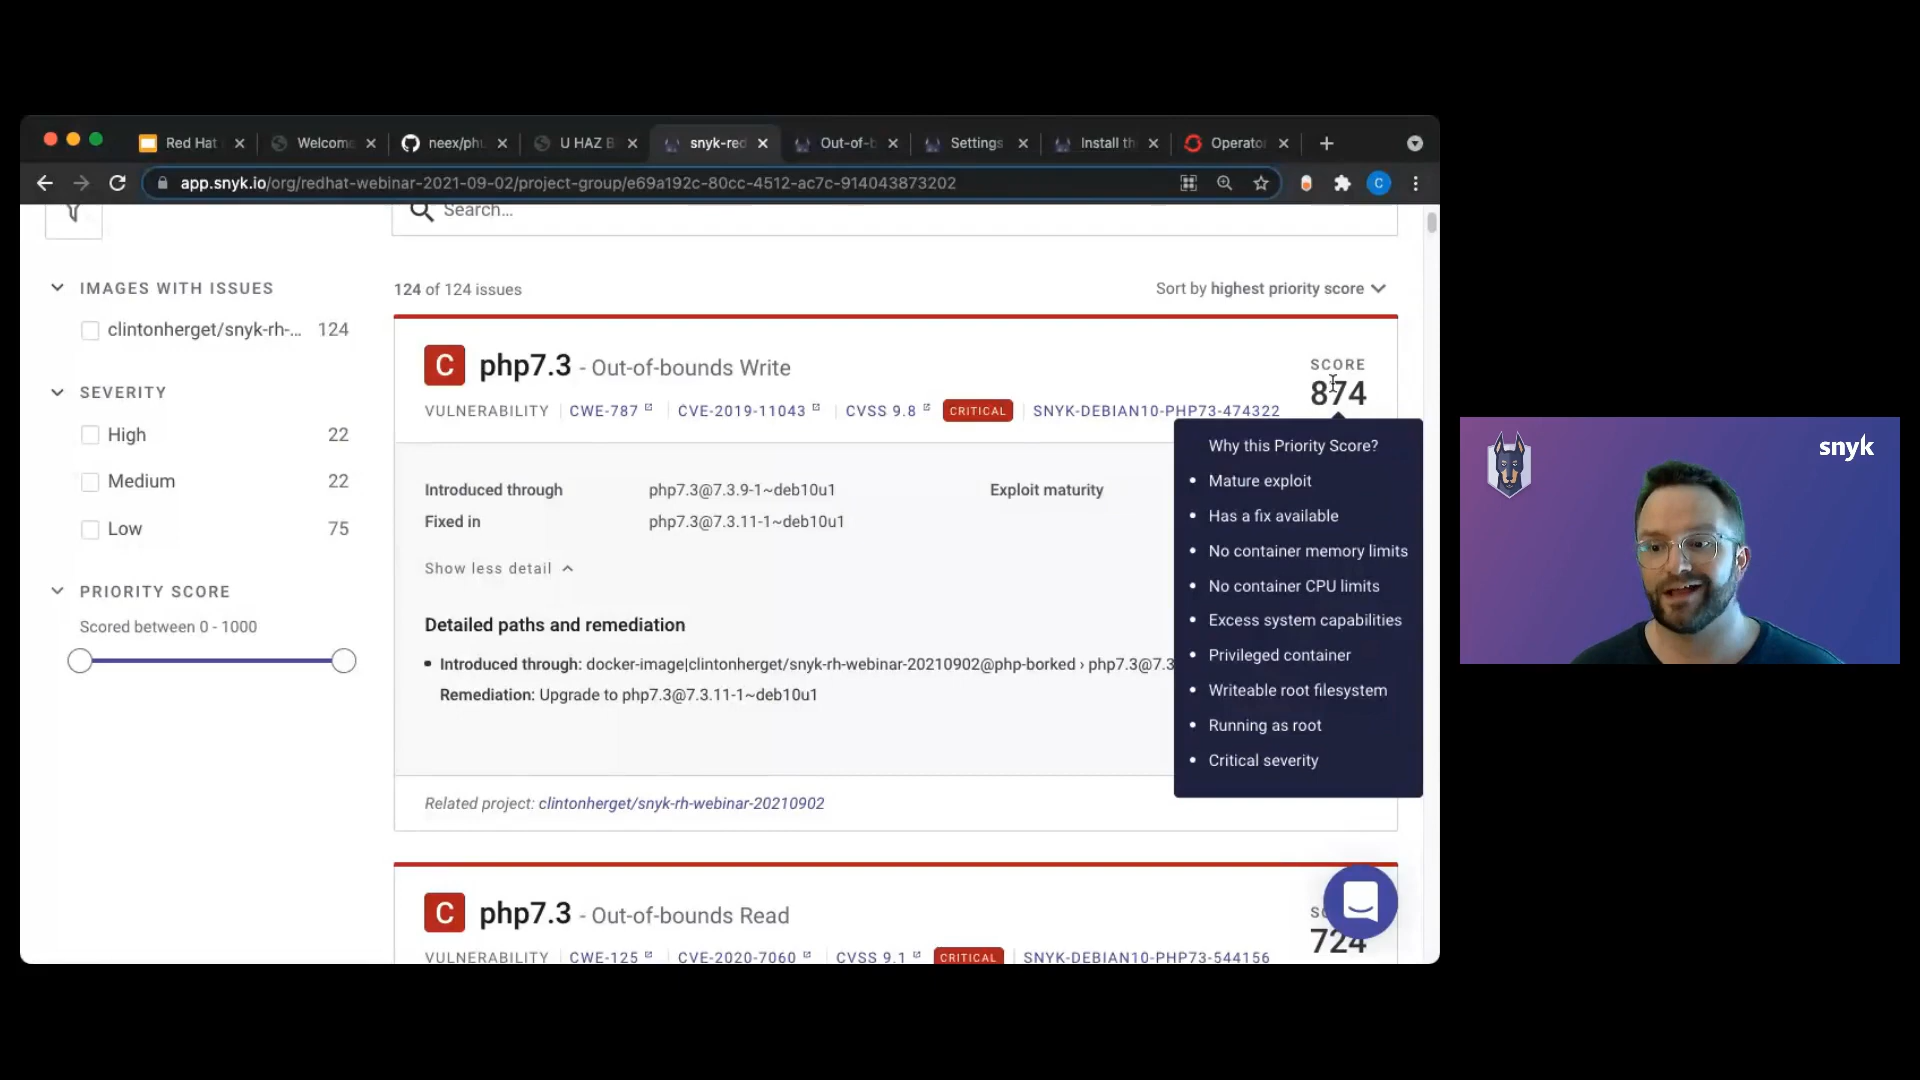 Red Hat
Welcome
neex/phu
U HAZ B
snyk-red
Out-of-b
Settings
Install th
Operator
app.snyk.io/org/redhat-webinar-2021-09-02/project-group/e69a192c-80cc-4512-ac7c-914043873202
C
Search...
IMAGES WITH ISSUES
clintonherget/snyk-rh-... 124
SEVERITY
High 22
Medium 22
Low 75
PRIORITY SCORE
Scored between 0 - 1000
124 of 124 issues
Sort by highest priority score
C php7.3 - Out-of-bounds Write
SCORE
874
VULNERABILITY CWE-787 CVE-2019-11043 CVSS 9.8 CRITICAL SNYK-DEBIAN10-PHP73-474322
Introduced through php7.3@7.3.9-1~deb10u1
Exploit maturity
Fixed in php7.3@7.3.11-1~deb10u1
Show less detail
Detailed paths and remediation
• Introduced through: docker-image|clintonherget/snyk-rh-webinar-20210902@php-borked › php7.3@7.3
Remediation: Upgrade to php7.3@7.3.11-1~deb10u1
Related project: clintonherget/snyk-rh-webinar-20210902
Why this Priority Score?
• Mature exploit
• Has a fix available
• No container memory limits
• No container CPU limits
• Excess system capabilities
• Privileged container
• Writeable root filesystem
• Running as root
• Critical severity
C php7.3 - Out-of-bounds Read
724
VULNERABILITY CWE-125 CVE-2020-7060 CVSS 9.1 CRITICAL SNYK-DEBIAN10-PHP73-544156
snyk